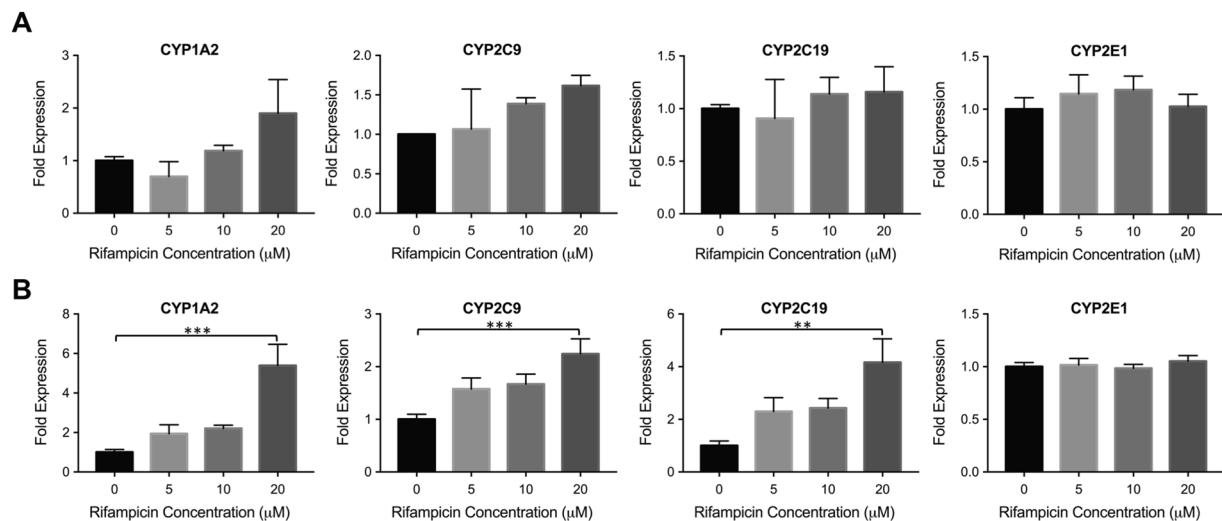 A
CYP1A2
CYP2C9
CYP2C19
CYP2E1
Fold Expression
3
2
1
0
0 5 10 20
Rifampicin Concentration (μM)
Fold Expression
2.0
1.5
1.0
0.5
0.0
0 5 10 20
Rifampicin Concentration (μM)
Fold Expression
1.5
1.0
0.5
0.0
0 5 10 20
Rifampicin Concentration (μM)
Fold Expression
1.5
1.0
0.5
0.0
0 5 10 20
Rifampicin Concentration (μM)
B
CYP1A2
CYP2C9
CYP2C19
CYP2E1
Fold Expression
8
6
4
2
0
***
0 5 10 20
Rifampicin Concentration (μM)
Fold Expression
3
2
1
0
***
0 5 10 20
Rifampicin Concentration (μM)
Fold Expression
6
4
2
0
**
0 5 10 20
Rifampicin Concentration (μM)
Fold Expression
1.5
1.0
0.5
0.0
0 5 10 20
Rifampicin Concentration (μM)